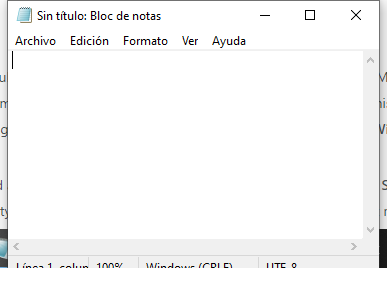 Sin título: Bloc de notas
Archivo Edición Formato Ver Ayuda
Línea 1, colun 100% Windows (CRLF) UTF-8